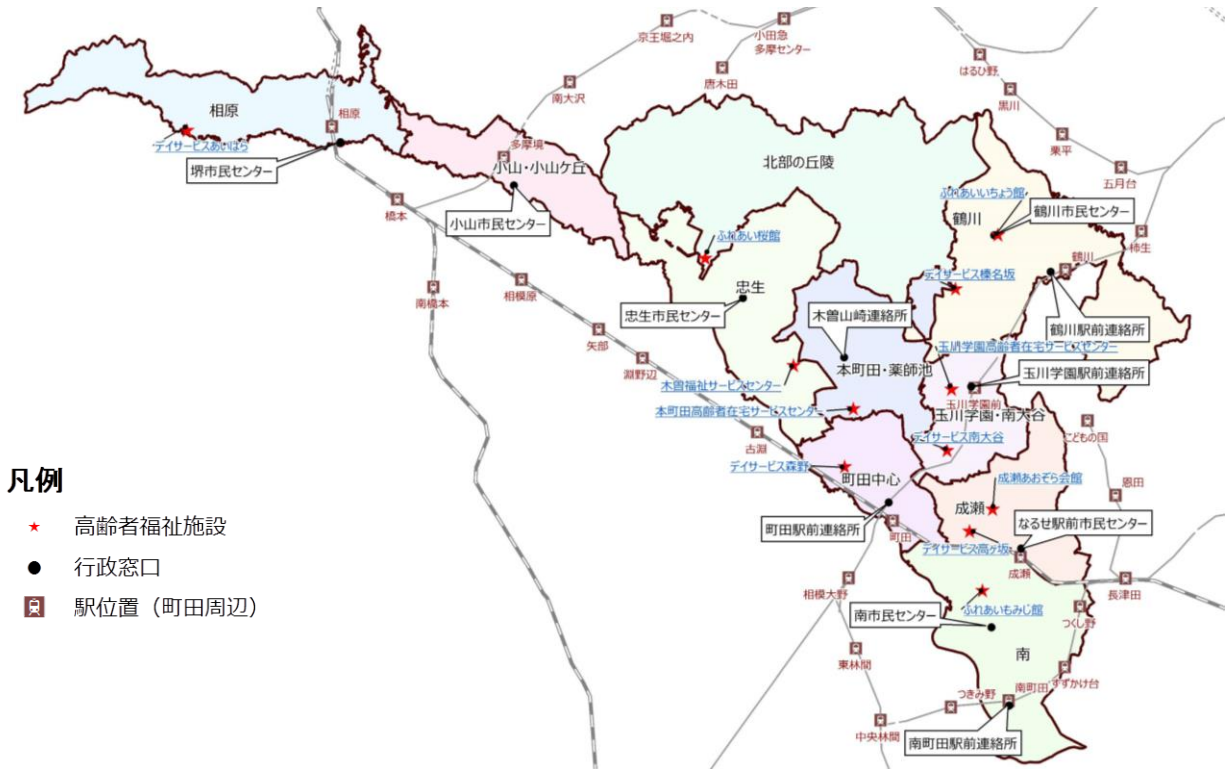 京王堀之内
小田急
多摩センター
はるひ野
唐木田
南大沢
黒川
栗平
相原
相原
デイサービスあいはら
堺市民センター
多摩境
小山・小山ケ丘
北部の丘陵
五月台
ふれあいいちょう館
鶴川市民センター
橋本
小山市民センター
鶴川
ふれあい桜館
柿生
鶴川
デイサービス榛名坂
南橋本
相模原
忠生
忠生市民センター
木曽山崎連絡所
鶴川駅前連絡所
矢部
玉川学園高齢者在宅サービスセンター
淵野辺
本町田・薬師池
玉川学園駅前連絡所
木曽福祉サービスセンター
玉川学園前
本町田高齢者在宅サービスセンター
玉川学園・南大谷
古淵
デイサービス南大谷
こどもの国
デイサービス森野
町田中心
成瀬あおぞら会館
恩田
成瀬
なるせ駅前市民センター
町田駅前連絡所
町田
デイサービス高ヶ坂
成瀬
相模大野
長津田
ふれあいもみじ館
南市民センター
つくし野
東林間
南
すずかけ台
つきみ野
南町田
中央林間
南町田駅前連絡所
凡例
高齢者福祉施設
行政窓口
駅位置（町田周辺）